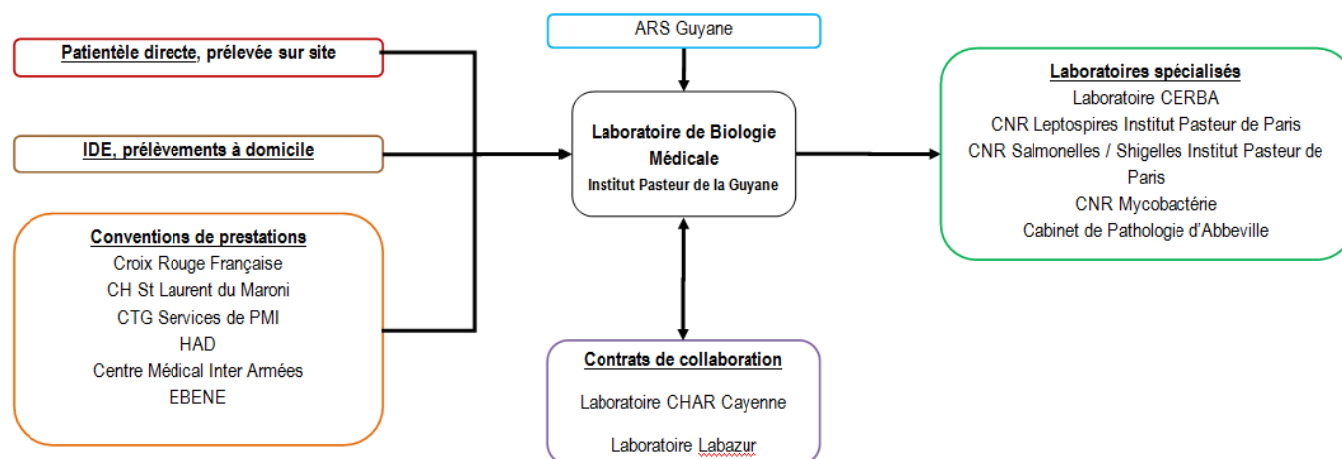 Patientèle directe, prélevée sur site
IDE, prélèvements à domicile
Conventions de prestations
Croix Rouge Française
CH St Laurent du Maroni
CTG Services de PMI
HAD
Centre Médical Inter Armées
EBENE
ARS Guyane
Laboratoire de Biologie
Médicale
Institut Pasteur de la Guyane
Contrats de collaboration
Laboratoire CHAR Cayenne
Laboratoire Labazur
Laboratoires spécialisés
Laboratoire CERBA
CNR Leptospires Institut Pasteur de Paris
CNR Salmonelles / Shigelles Institut Pasteur de
Paris
CNR Mycobactérie
Cabinet de Pathologie d'Abbeville